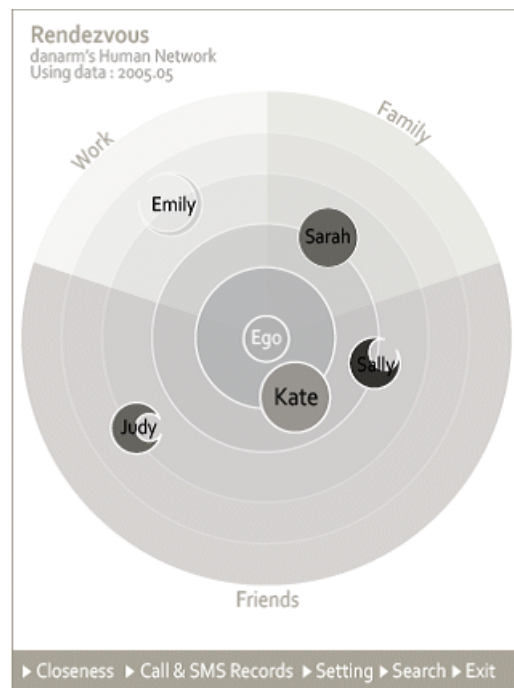 Rendezvous
danarm's Human Network
Using data : 2005.05
Work
Family
Emily
Sarah
Ego
Sally
Kate
Judy
Friends
Closeness Call & SMS Records Setting Search Exit